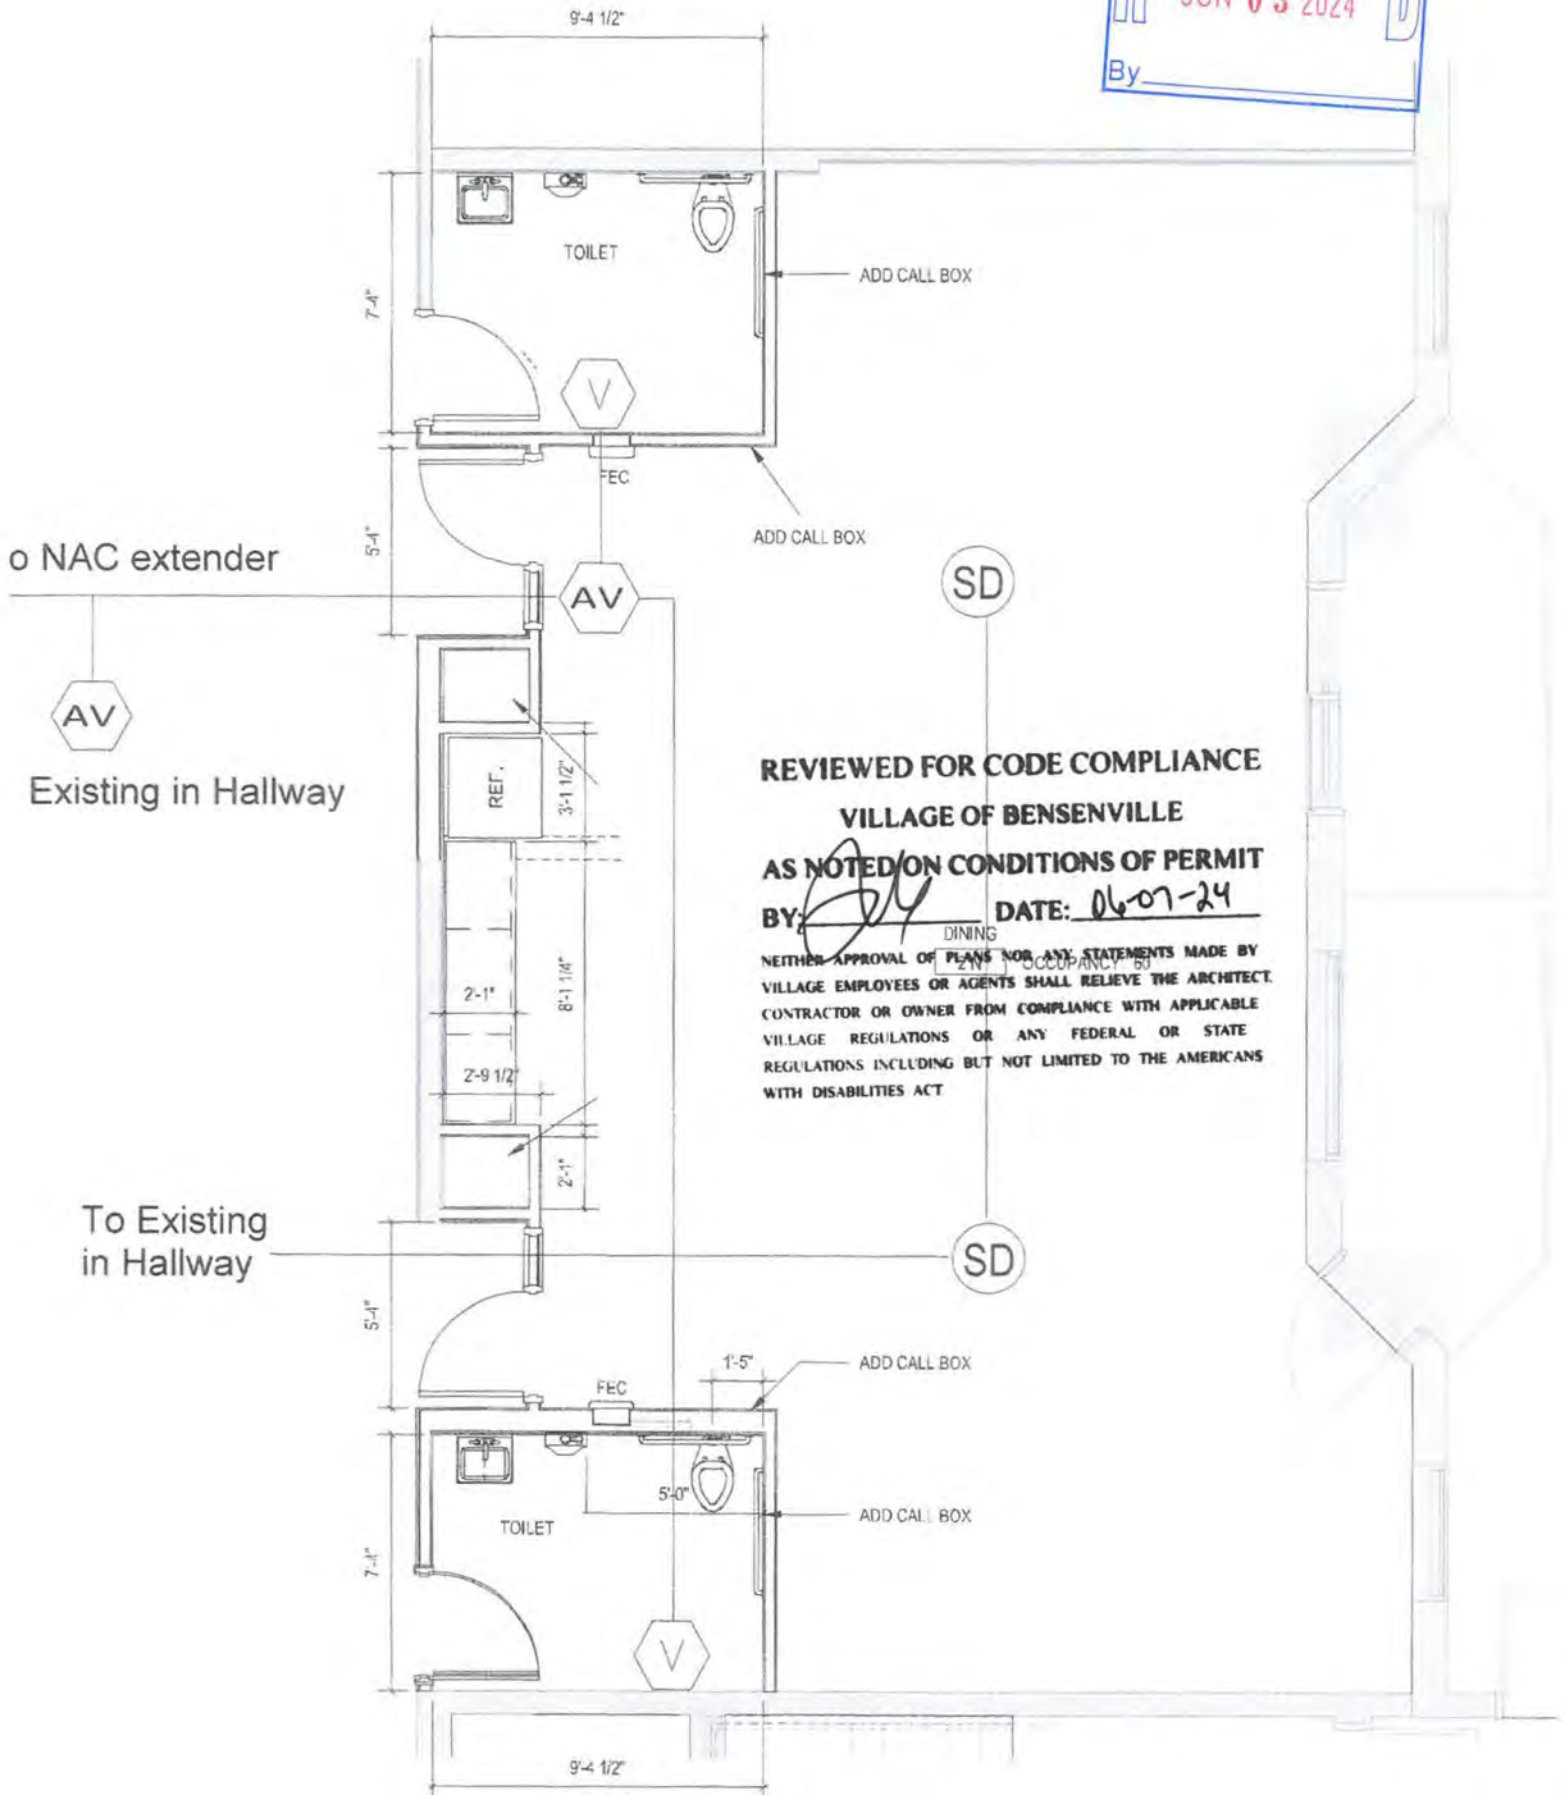 9'-4 1/2"
JUN 03 2024
D
By
TOILET
7'-4"
ADD CALL BOX
V
FEC
ADD CALL BOX
5'-4"
o NAC extender
AV
SD
AV
Existing in Hallway
REF.
3'-1 1/2"
REVIEWED FOR CODE COMPLIANCE
VILLAGE OF BENSENVILLE
AS NOTED ON CONDITIONS OF PERMIT
BY: DATE: 06-07-24
DINING
2N OCCUPANCY: 60
NEITHER APPROVAL OF PLANS NOR ANY STATEMENTS MADE BY
VILLAGE EMPLOYEES OR AGENTS SHALL RELIEVE THE ARCHITECT.
CONTRACTOR OR OWNER FROM COMPLIANCE WITH APPLICABLE
VILLAGE REGULATIONS OR ANY FEDERAL OR STATE
REGULATIONS INCLUDING BUT NOT LIMITED TO THE AMERICANS
WITH DISABILITIES ACT
2'-1"
8'-1 1/4"
2'-9 1/2"
2'-1"
To Existing
in Hallway
SD
5'-4"
1'-5"
ADD CALL BOX
FEC
5'-0"
TOILET
ADD CALL BOX
7'-4"
V
9'-4 1/2"